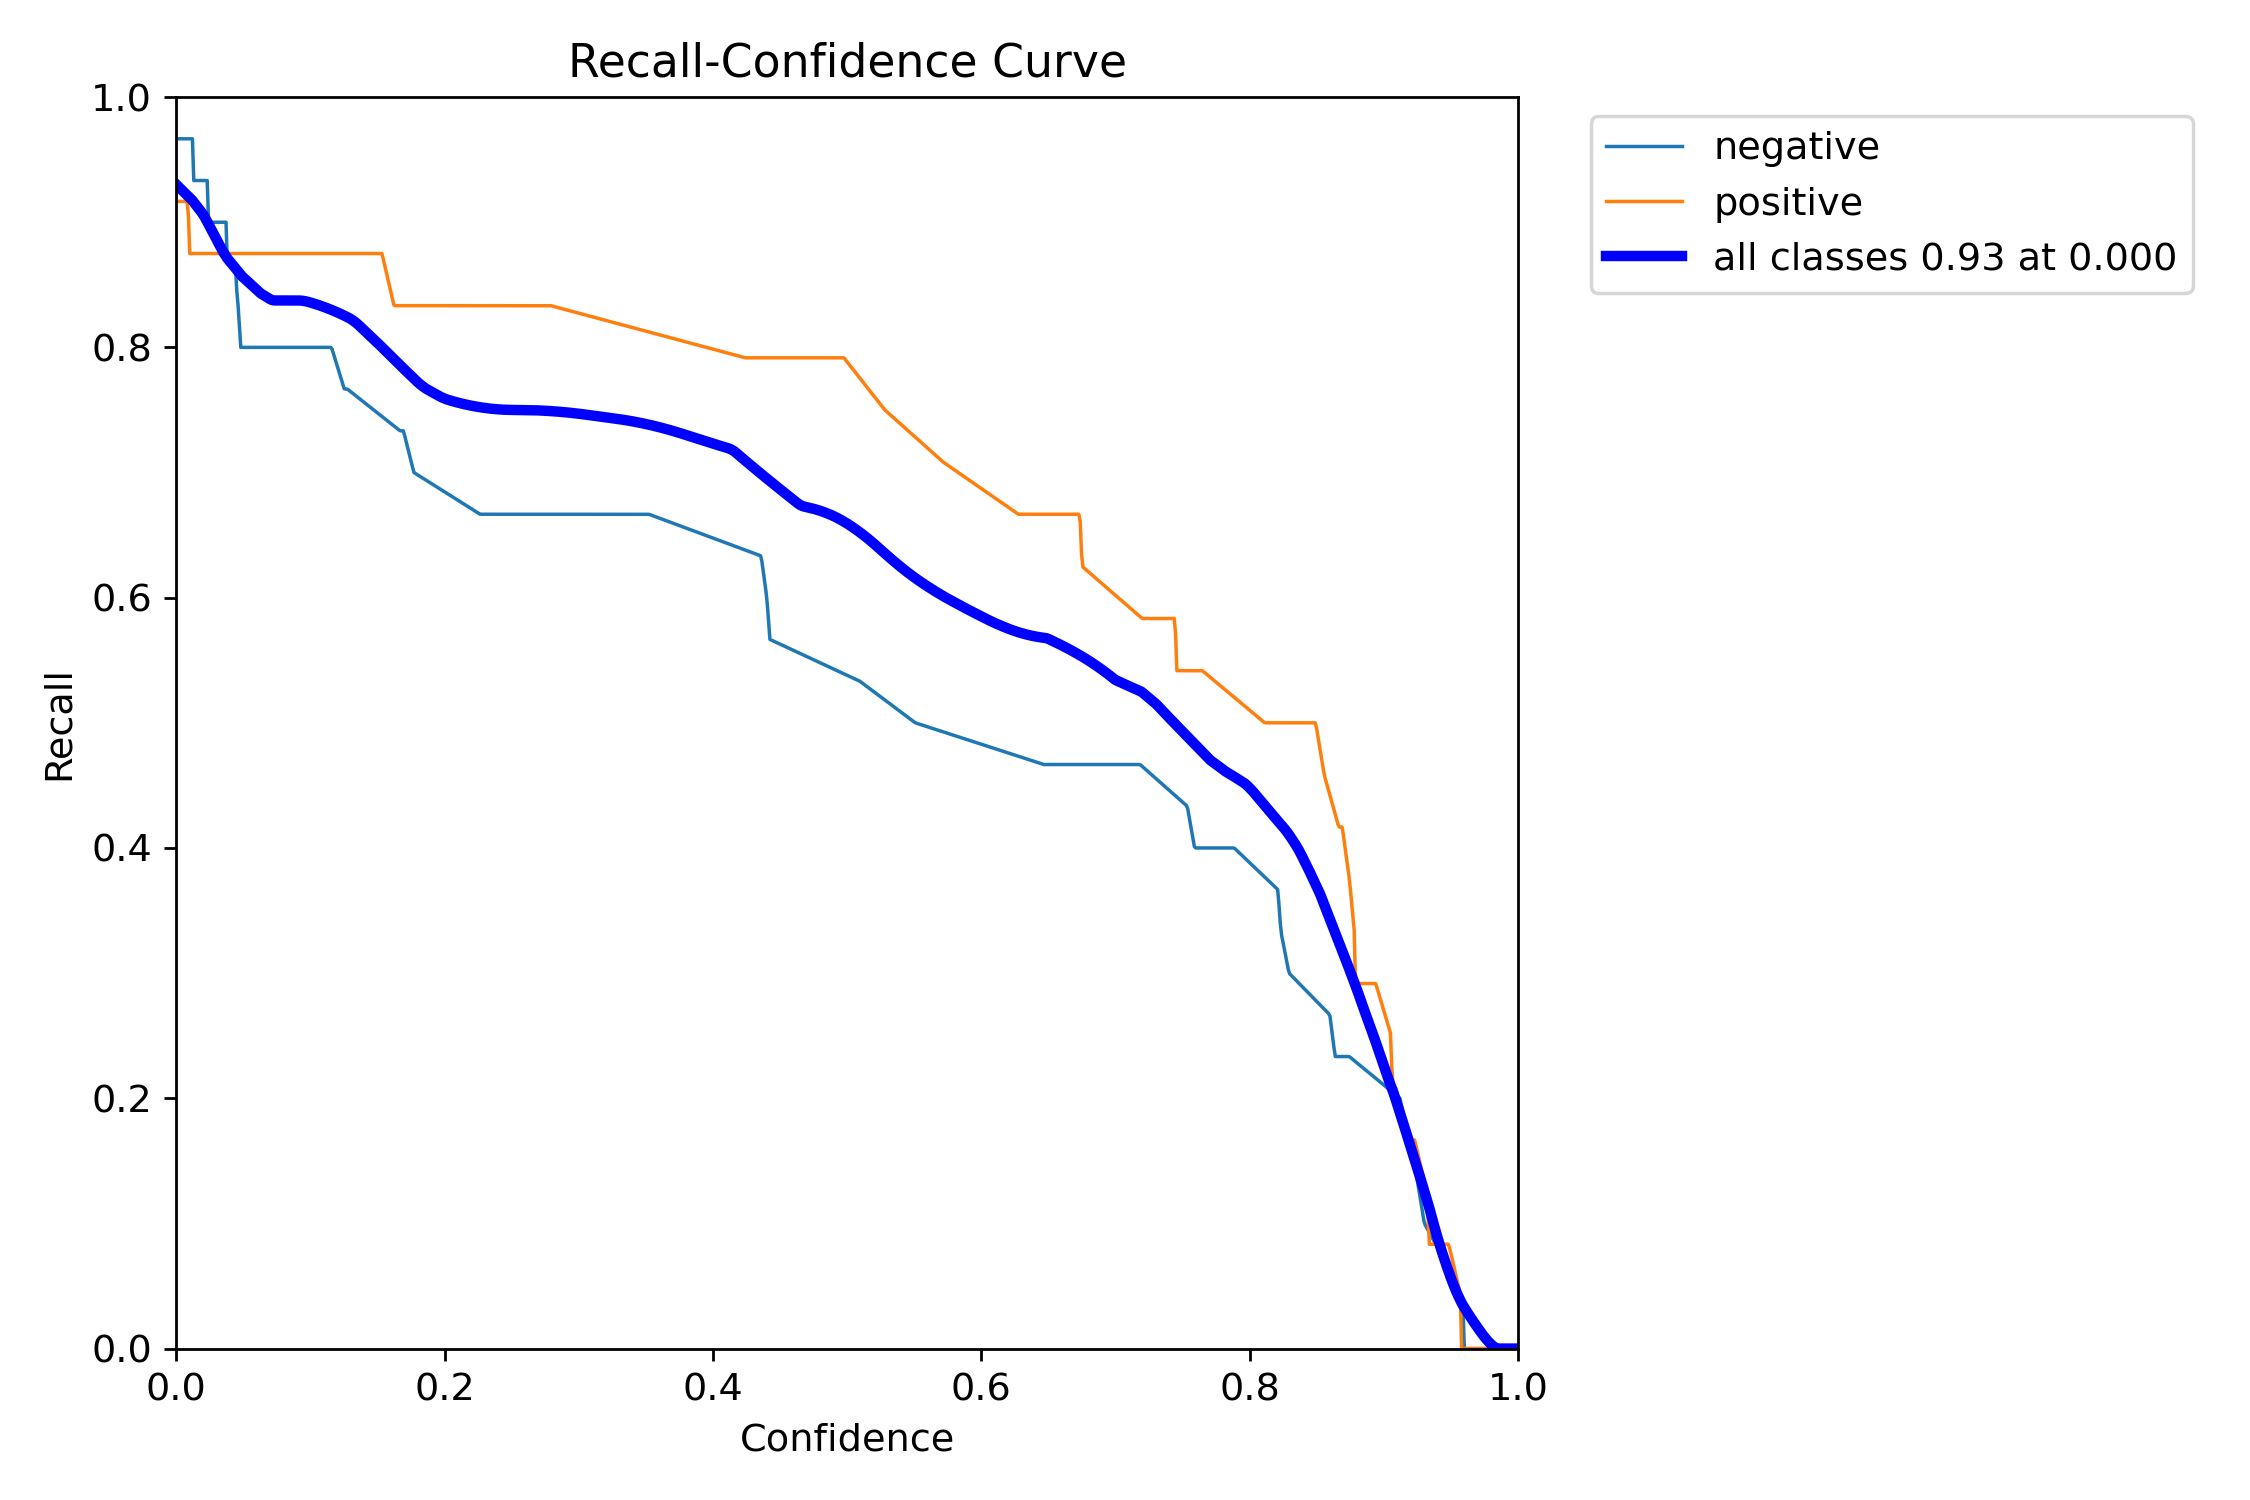 Recall-Confidence Curve
1.0
0.8
0.6
0.4
0.2
0.0
Recall
0.0 0.2 0.4 0.6 0.8 1.0
Confidence
negative
positive
all classes 0.93 at 0.000